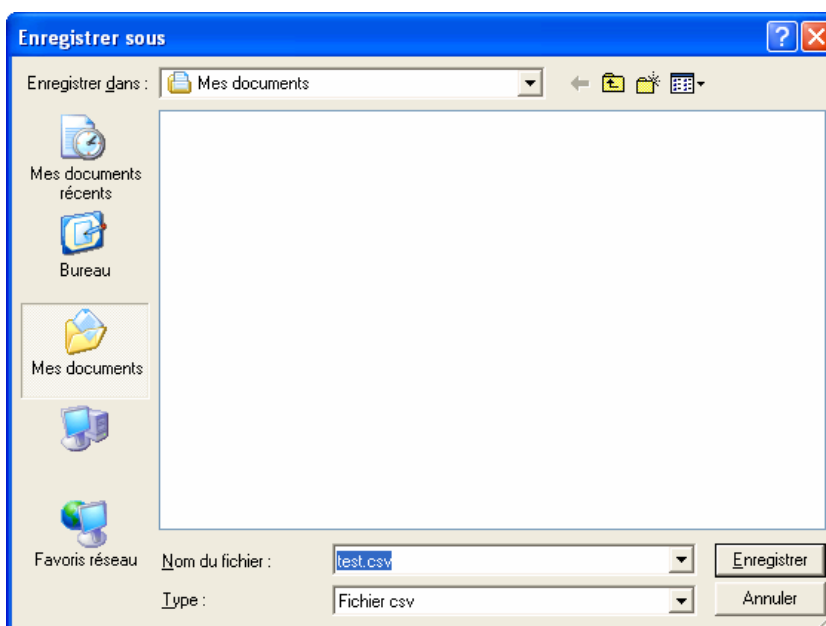 Enregistrer sous
Enregistrer dans :
Mes documents
Mes documents
récents
Bureau
Mes documents
Favoris réseau
Nom du fichier :
test.csv
Enregistrer
Type :
Fichier csv
Annuler